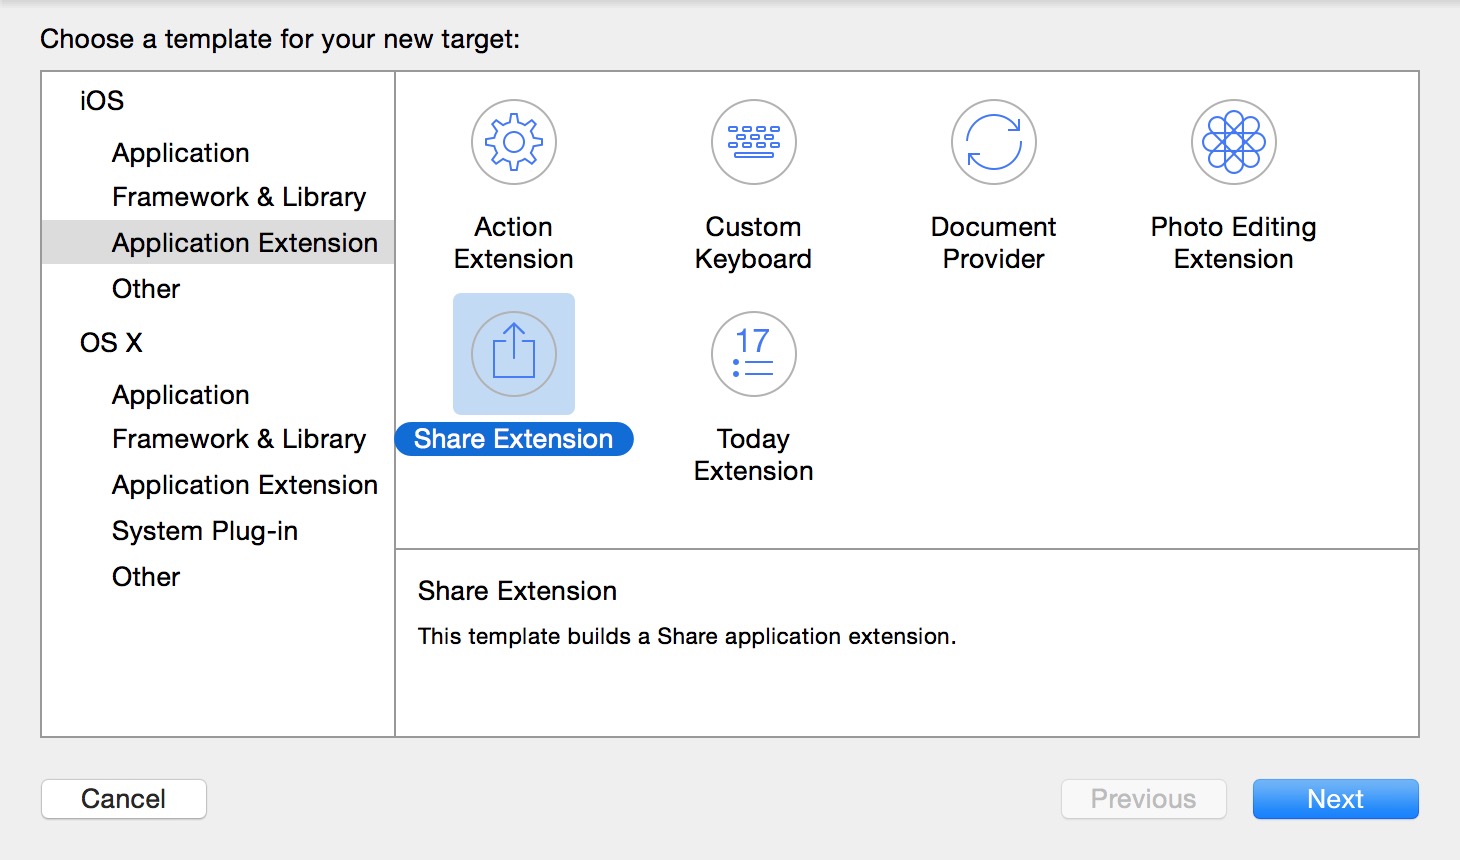 Choose a template for your new target:
iOS
Application
Framework & Library
Application Extension
Other
OS X
Application
Framework & Library
Application Extension
System Plug-in
Other
Action
Extension
Custom
Keyboard
Document
Provider
Photo Editing
Extension
Share Extension
17
Today
Extension
Share Extension
This template builds a Share application extension.
Cancel
Previous
Next